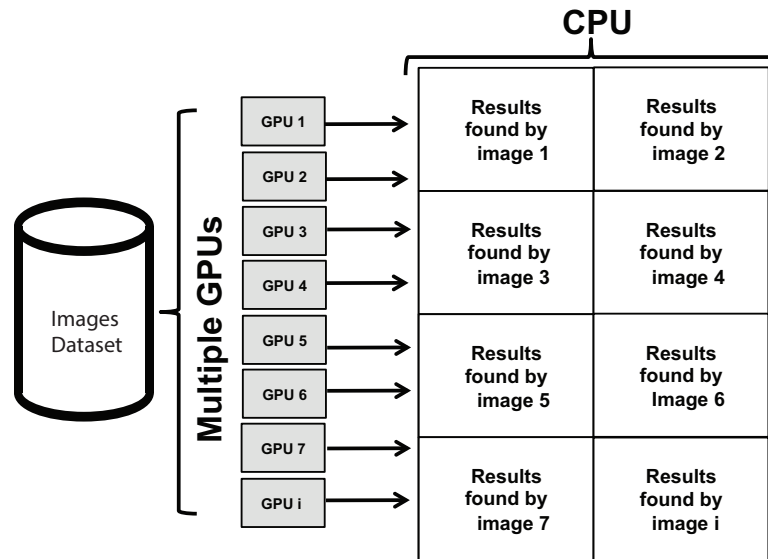 CPU
Images
Dataset
Multiple GPUs
GPU 1
GPU 2
GPU 3
GPU 4
GPU 5
GPU 6
GPU 7
GPU i
Results
found by
image 1
Results
found by
image 2
Results
found by
image 3
Results
found by
image 4
Results
found by
image 5
Results
found by
Image 6
Results
found by
image 7
Results
found by
image i